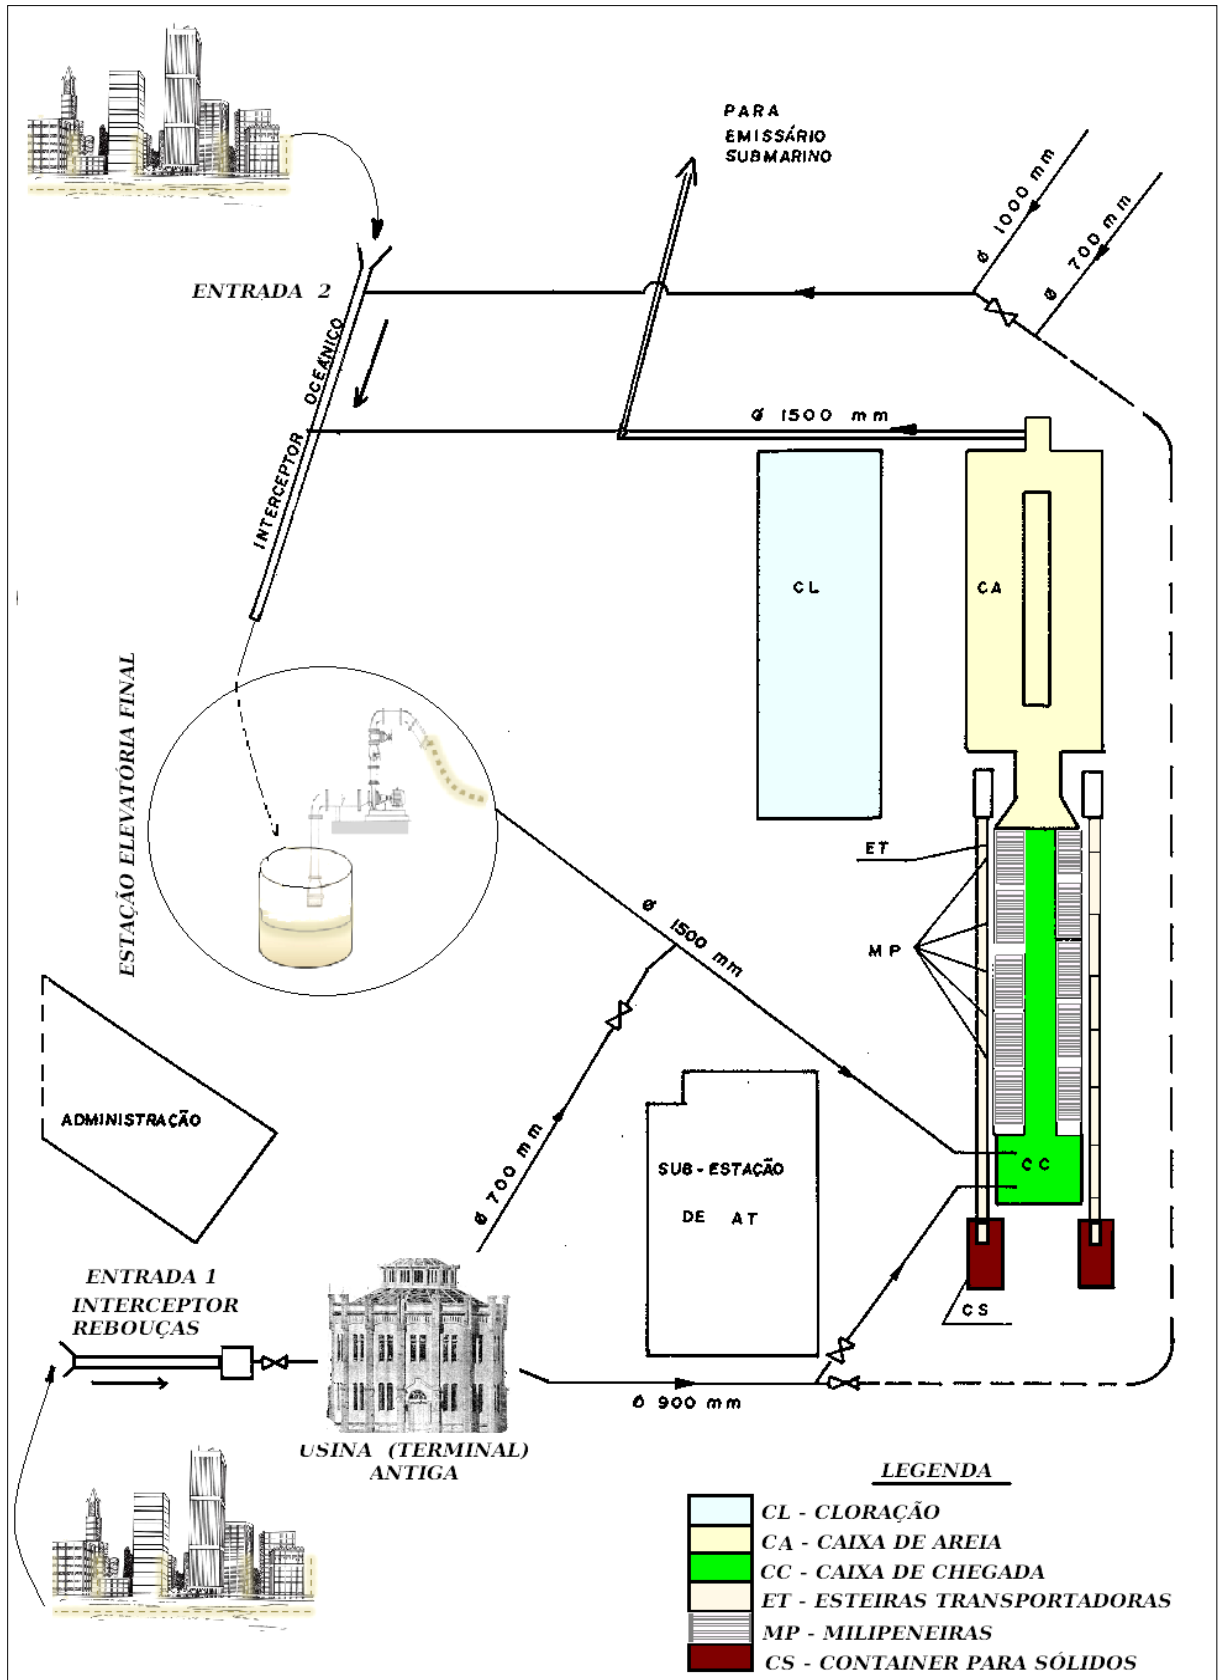 PARA
EMISSÁRIO
SUBMARINO
Ø 1000 mm
Ø 700 mm
ENTRADA 2
INTERCEPTOR OCEÂNICO
Ø 1500 mm
CL
CA
ESTAÇÃO ELEVATÓRIA FINAL
ET
Ø 1500 mm
MP
ADMINISTRAÇÃO
Ø 700 mm
SUB-ESTAÇÃO
DE AT
CC
ENTRADA 1
INTERCEPTOR
REBOUÇAS
CS
Ø 900 mm
USINA (TERMINAL)
ANTIGA
LEGENDA
CL - CLORAÇÃO
CA - CAIXA DE AREIA
CC - CAIXA DE CHEGADA
ET - ESTEIRAS TRANSPORTADORAS
MP - MILIPENEIRAS
CS - CONTAINER PARA SÓLIDOS